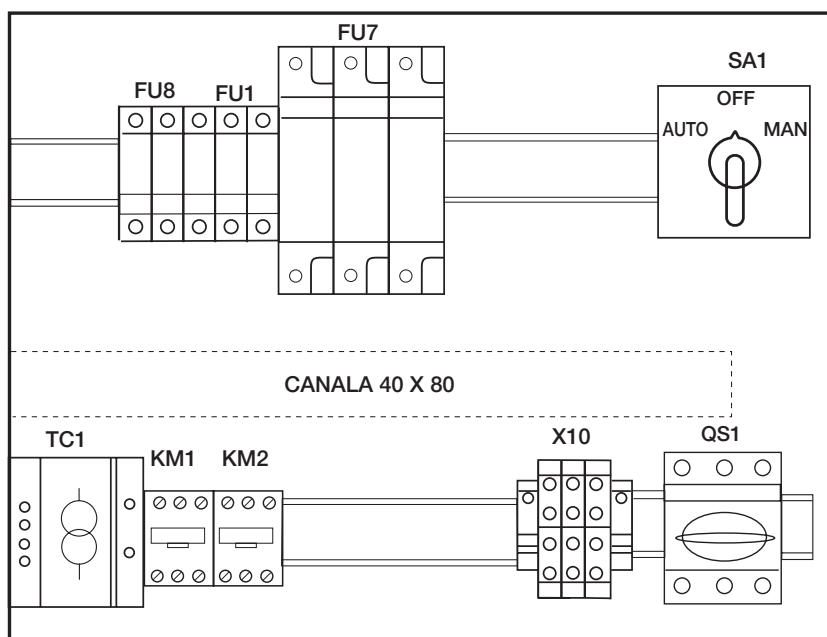 FU7
SA1
FU8
FU1
OFF
AUTO
MAN
CANALA 40 X 80
TC1
KM1
KM2
X10
QS1